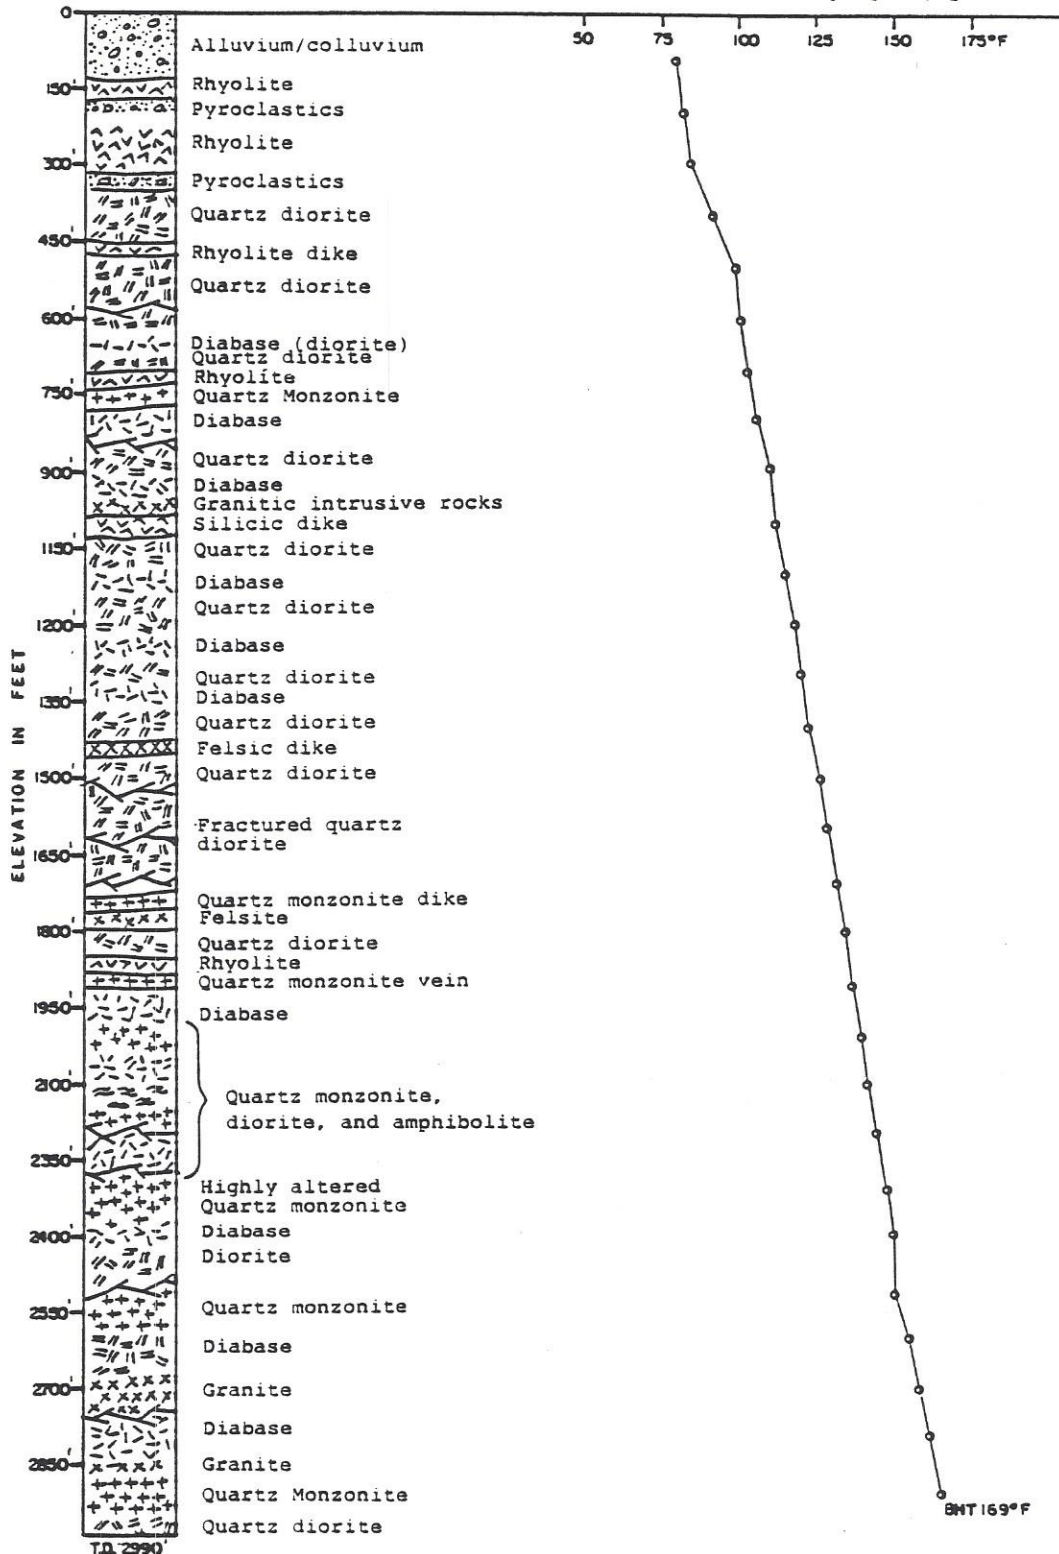 0
50 75 100 125 150 175°F
Alluvium/colluvium
150'
Rhyolite
Pyroclastics
Rhyolite
300'
Pyroclastics
Quartz diorite
450'
Rhyolite dike
Quartz diorite
600'
Diabase (diorite)
Quartz diorite
Rhyolite
750'
Quartz Monzonite
Diabase
Quartz diorite
900'
Diabase
Granitic intrusive rocks
Silicic dike
1150'
Quartz diorite
Diabase
Quartz diorite
1200'
Diabase
Quartz diorite
Diabase
1350'
Quartz diorite
Felsic dike
Quartz diorite
1500'
Fractured quartz
diorite
1650'
Quartz monzonite dike
Felsite
1800'
Quartz diorite
Rhyolite
Quartz monzonite vein
1950'
Diabase
2100'
Quartz monzonite,
diorite, and amphibolite
2350'
Highly altered
Quartz monzonite
Diabase
2400'
Diorite
Quartz monzonite
2550'
Diabase
Granite
2700'
Diabase
Granite
2850'
Quartz Monzonite
BHT 169°F
Quartz diorite
T.D. 2990'
ELEVATION IN FEET